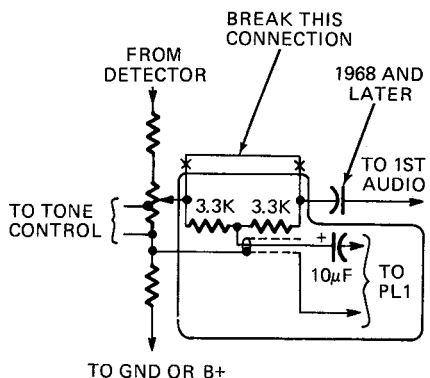 BREAK THIS
CONNECTION
FROM
DETECTOR
1968 AND
LATER
TO 1ST
AUDIO
3.3K 3.3K
TO TONE
CONTROL
+
10µF
TO
PL1
TO GND OR B+